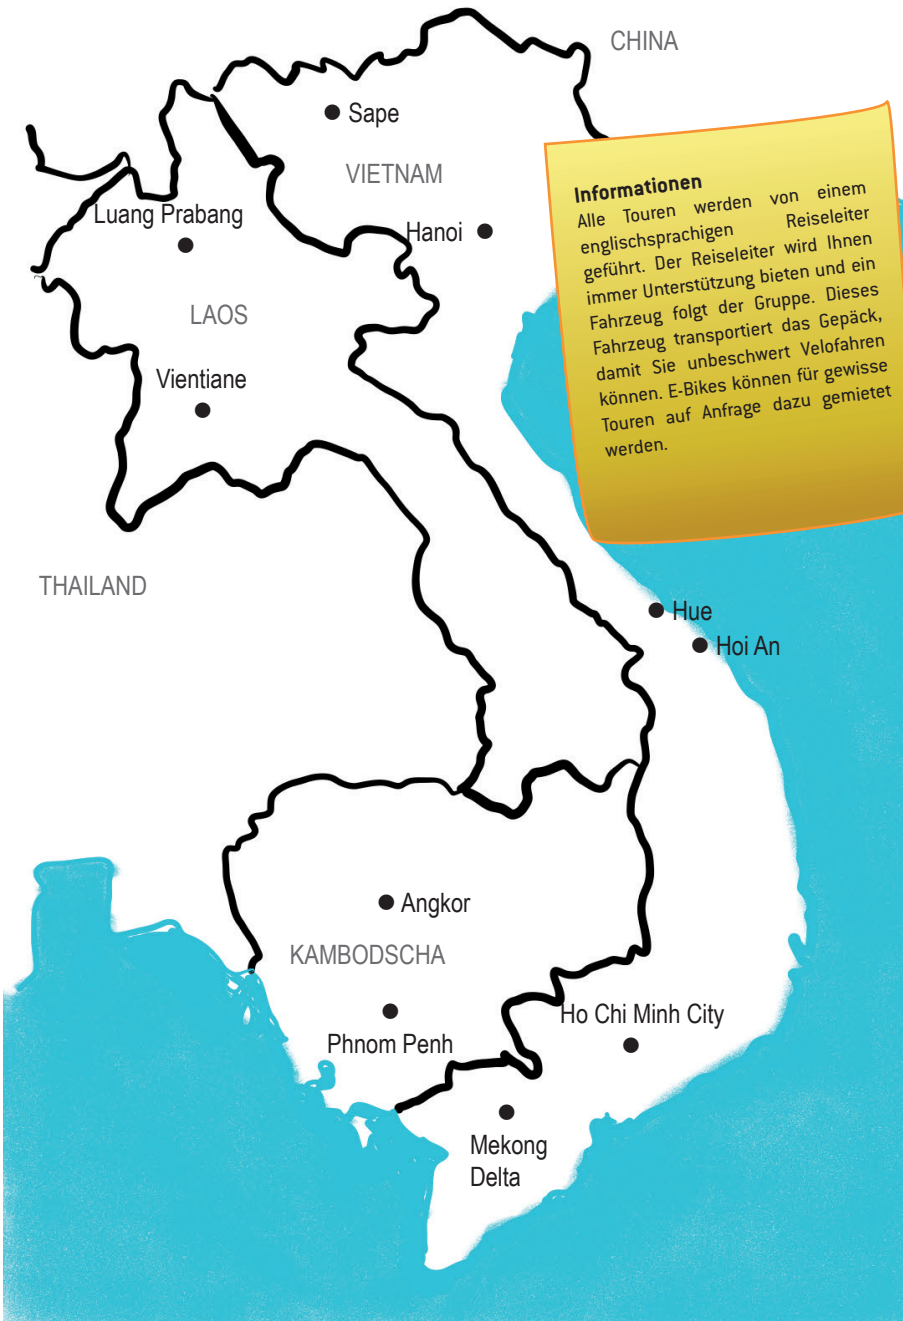 CHINA
Sape
VIETNAM
Luang Prabang
Hanoi
LAOS
Vientiane
Informationen
Alle Touren werden von einem
englischsprachigen Reiseleiter
geführt. Der Reiseleiter wird Ihnen
immer Unterstützung bieten und ein
Fahrzeug folgt der Gruppe. Dieses
Fahrzeug transportiert das Gepäck,
damit Sie unbeschwert Velofahren
können. E-Bikes können für gewisse
Touren auf Anfrage dazu gemietet
werden.
THAILAND
Hue
Hoi An
Angkor
KAMBODSCHA
Ho Chi Minh City
Phnom Penh
Mekong
Delta